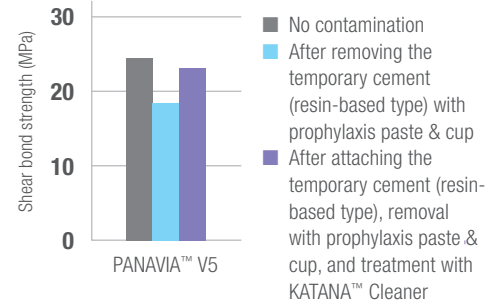 30
20
10
0
Shear bond strength (MPa)
PANAVIA™ V5
No contamination
After removing the
temporary cement
(resin-based type) with
prophylaxis paste & cup
After attaching the
temporary cement (resin-
based type), removal
with prophylaxis paste &
cup, and treatment with
KATANA™ Cleaner